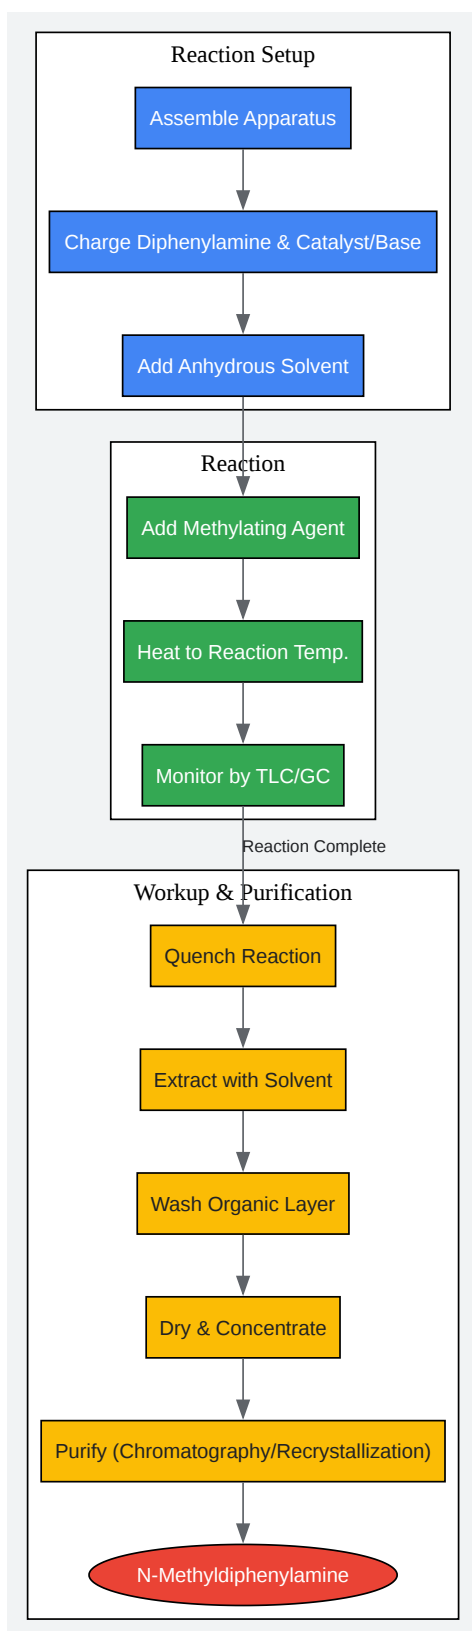 Reaction Setup
Assemble Apparatus
Charge Diphenylamine & Catalyst/Base
Add Anhydrous Solvent
Reaction
Add Methylating Agent
Heat to Reaction Temp.
Monitor by TLC/GC
Reaction Complete
Workup & Purification
Quench Reaction
Extract with Solvent
Wash Organic Layer
Dry & Concentrate
Purify (Chromatography/Recrystallization)
N-Methyldiphenylamine